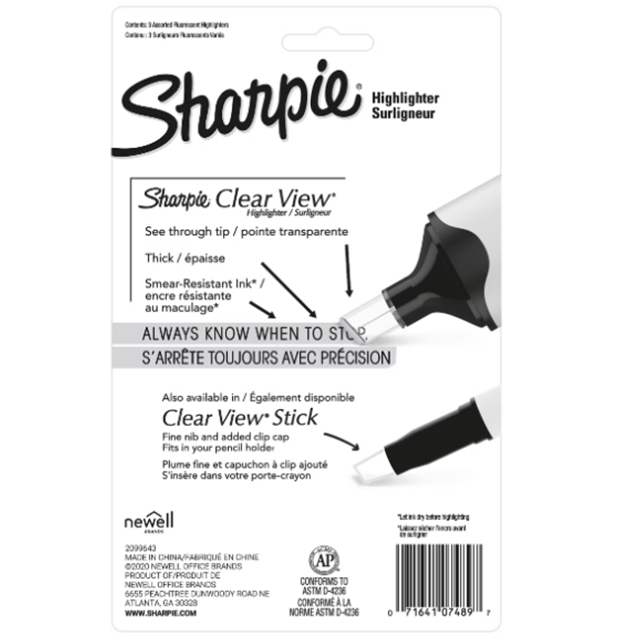 Contents: 3 Assorted Fluorescent Highlighters
Contenu : 3 Surligneurs Fluorescents Variés
Sharpie®
Highlighter
Surligneur
Sharpie Clear View®
Highlighter / Surligneur
See through tip / pointe transparente
Thick / épaisse
Smear-Resistant Ink* /
encre résistante
au maculage*
ALWAYS KNOW WHEN TO STOP
S'ARRÊTE TOUJOURS AVEC PRÉCISION
Also available in / Également disponible
Clear View® Stick
Fine nib and added clip cap
Fits in your pencil holder
Plume fine et capuchon à clip ajouté
S'insère dans votre porte-crayon
newell
BRANDS
*Let ink dry before highlighting
*Laissez sécher l'encre avant
de surligner
2099643
MADE IN CHINA/FABRIQUÉ EN CHINE
©2020 NEWELL OFFICE BRANDS
PRODUCT OF/PRODUIT DE
NEWELL OFFICE BRANDS
6655 PEACHTREE DUNWOODY ROAD NE
ATLANTA, GA 30328
WWW.SHARPIE.COM
ACMI
AP
CONFORMS TO
ASTM D-4236
CONFORME À LA
NORME ASTM D-4236
0 71641 07489 7